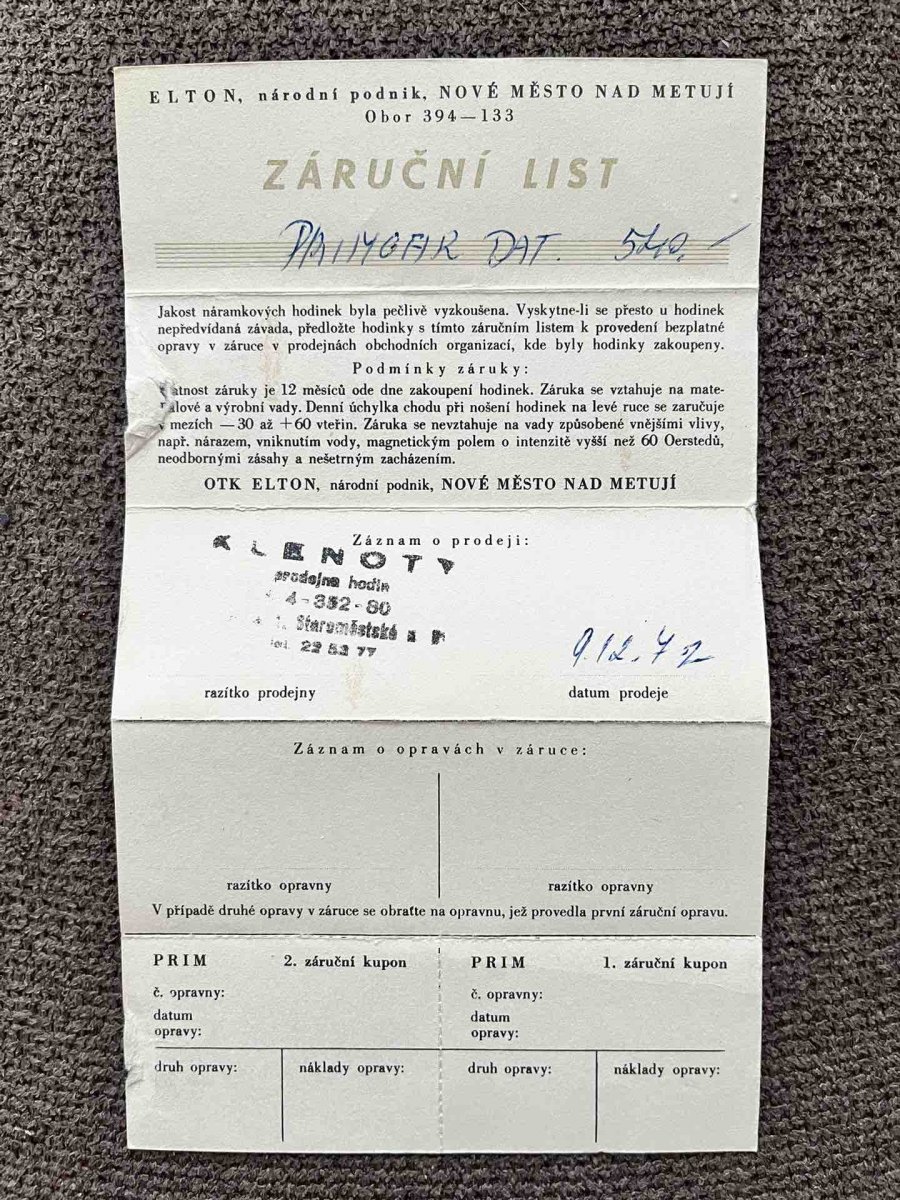 ELTON, národní podnik, NOVÉ MĚSTO NAD METUJÍ
Obor 394—133
ZÁRUČNÍ LIST
DAT. 540,-
Jakost náramkových hodinek byla pečlivě vyzkoušena. Vyskytne-li se přesto u hodinek
nepředvídaná závada, předložte hodinky s tímto záručním listem k provedení bezplatné
opravy v záruce v prodejnách obchodních organizací, kde byly hodinky zakoupeny.
Podmínky záruky:
atnost záruky je 12 měsíců ode dne zakoupení hodinek. Záruka se vztahuje na mate-
alové a výrobní vady. Denní úchylka chodu při nošení hodinek na levé ruce se zaručuje
v mezích —30 až +60 vteřin. Záruka se nevztahuje na vady způsobené vnějšími vlivy,
např. nárazem, vniknutím vody, magnetickým polem o intenzitě vyšší než 60 Oerstedů,
neodbornými zásahy a nešetrným zacházením.
OTK ELTON, národní podnik, NOVÉ MĚSTO NAD METUJÍ
Záznam o prodeji:
KLENOTY
prodejna hodin
4-352-80
Staroměstské
tel. 22 52 77
9.12.72
razítko prodejny datum prodeje
Záznam o opravách v záruce:
razítko opravny razítko opravny
V případě druhé opravy v záruce se obraťte na opravnu, jež provedla první záruční opravu.
PRIM 2. záruční kupon
č. opravny:
datum
opravy:
druh opravy: náklady opravy:
PRIM 1. záruční kupon
č. opravny:
datum
opravy:
druh opravy: náklady opravy: